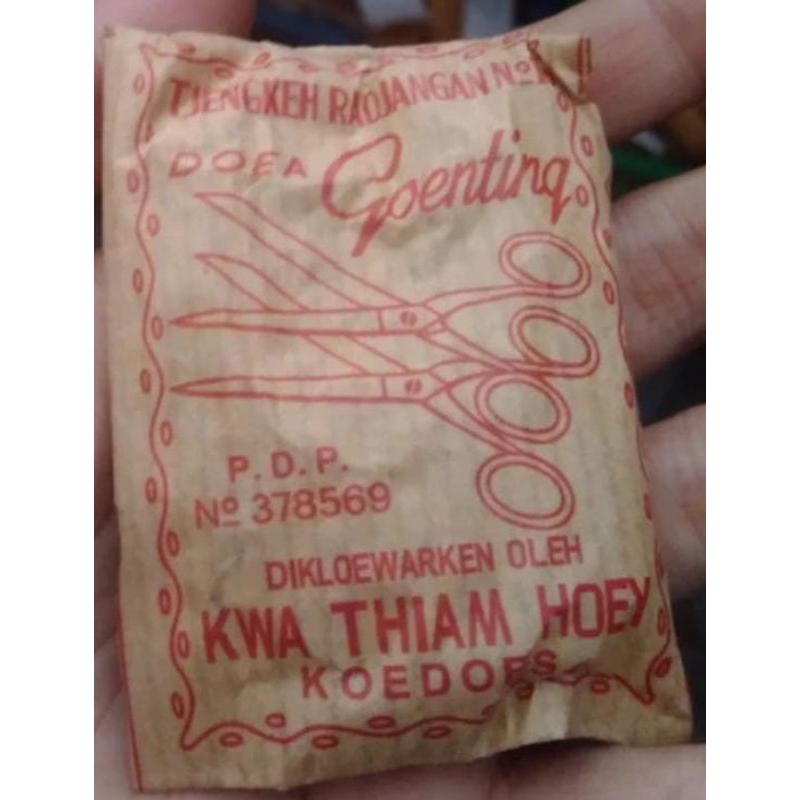 TJENGKEH RADJANGAN Nº
DOEA Goenting
P. D. P.
Nº 378569
DIKLOEWARKEN OLEH
KWA THIAM HOEY
KOEDOES